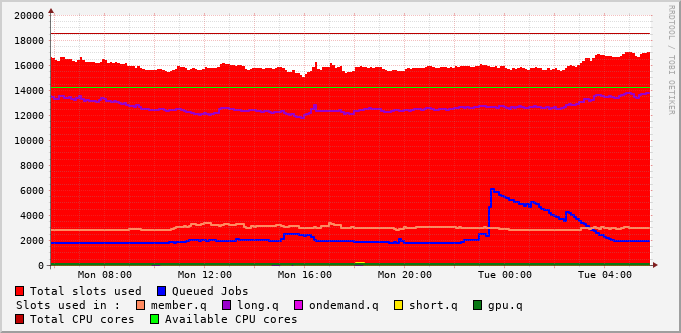 20000
18000
16000
14000
12000
10000
8000
6000
4000
2000
0
Mon 08:00 Mon 12:00 Mon 16:00 Mon 20:00 Tue 00:00 Tue 04:00
RRDTOOL / TOBI OETIKER
Total slots used Queued Jobs
Slots used in : member.q long.q ondemand.q short.q gpu.q
Total CPU cores Available CPU cores